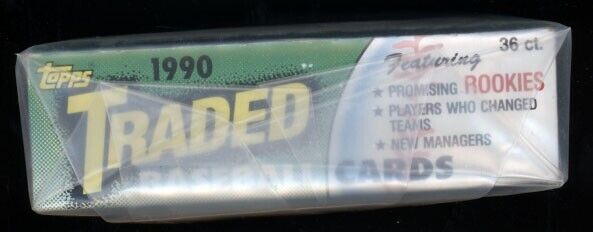 topps
1990
TRADED
BASEBALL CARDS
Featuring
36 ct.
★ PROMISING ROOKIES
★ PLAYERS WHO CHANGED
TEAMS
★ NEW MANAGERS